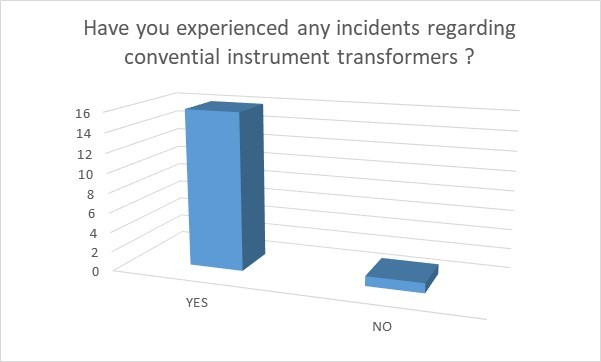 Have you experienced any incidents regarding
convential instrument transformers ?
16
14
12
10
8
6
4
2
0
YES
NO